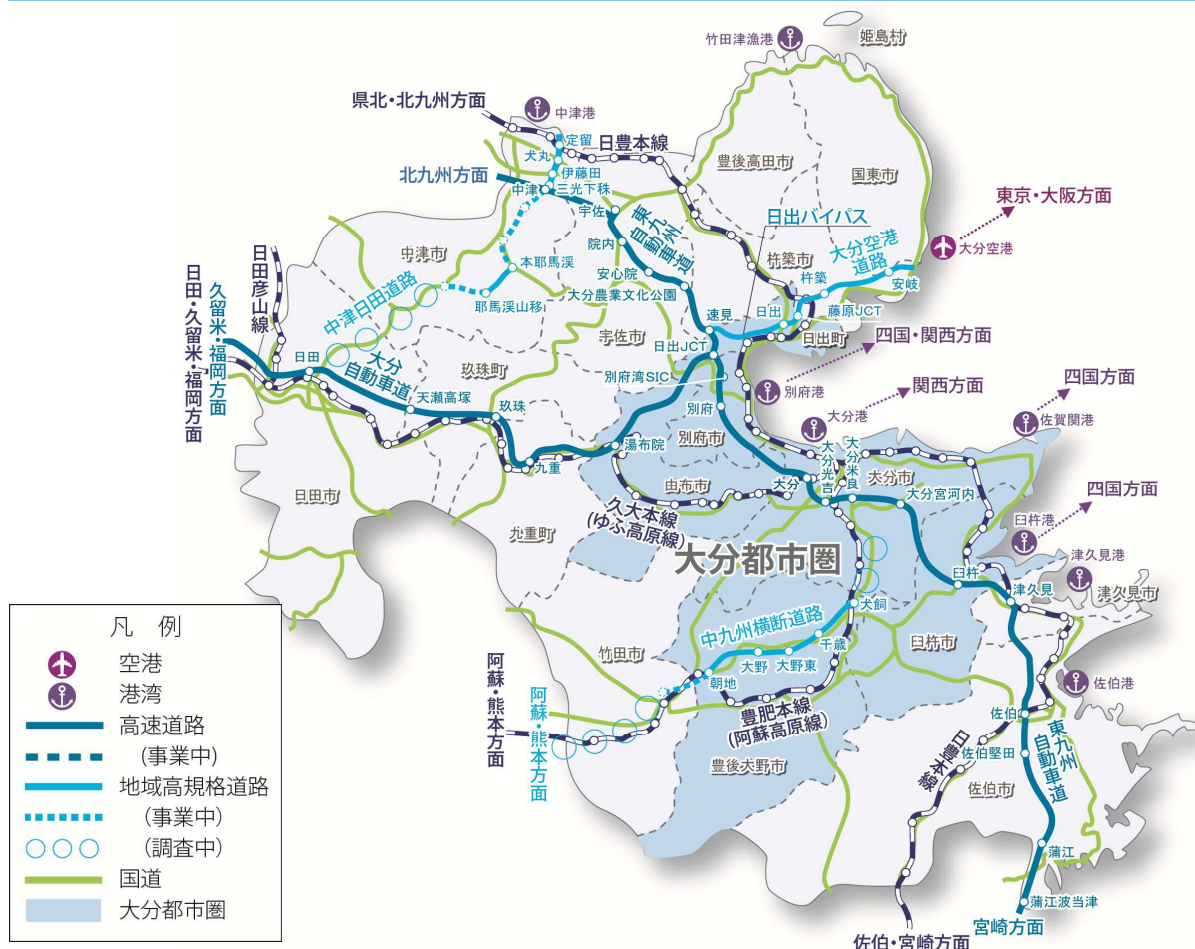 姫島村
竹田津漁港
県北・北九州方面
中津港
定留
日豊本線
犬丸
伊藤田
豊後高田市
国東市
北九州方面
中津
三光下秣
東京・大阪方面
宇佐
東九州
自動車道
日出バイパス
大分空港
道路
大分空港
日田彦山線
中津市
院内
杵築市
杵築
安岐
本耶馬渓
安心院
日田・久留米・福岡方面
久留米・福岡方面
中津日田道路
耶馬渓山移
大分農業文化公園
速見
日出
藤原JCT
宇佐市
日出町
四国・関西方面
日出JCT
日田
大分
自動車道
玖珠町
別府湾SIC
別府港
関西方面
四国方面
天瀬高塚
玖珠
別府
大分港
佐賀関港
湯布院
別府市
大分光吉
大分米良
大分市
九重
由布市
大分
大分宮河内
四国方面
日田市
久大本線
(ゆふ高原線)
臼杵港
九重町
大分都市圏
津久見港
臼杵
津久見
津久見市
犬飼
中九州横断道路
千歳
臼杵市
竹田市
大野
大野東
阿蘇・熊本方面
阿蘇・熊本方面
朝地
佐伯港
豊肥本線
(阿蘇高原線)
佐伯
豊後大野市
日豊本線
佐伯堅田
東九州
自動車道
佐伯市
蒲江
蒲江波当津
宮崎方面
佐伯・宮崎方面
凡 例
空港
港湾
高速道路
(事業中)
地域高規格道路
(事業中)
(調査中)
国道
大分都市圏